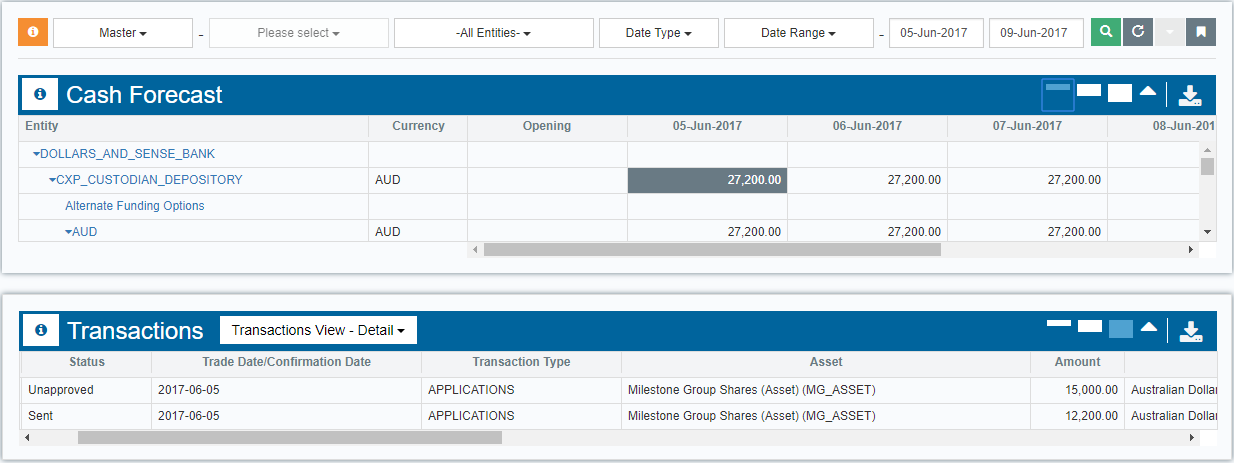 Master - Please select -All Entities- Date Type Date Range - 05-Jun-2017 09-Jun-2017
Cash Forecast
Entity Currency Opening 05-Jun-2017 06-Jun-2017 07-Jun-2017 08-Jun-201
DOLLARS_AND_SENSE_BANK
CXP_CUSTODIAN_DEPOSITORY AUD 27,200.00 27,200.00 27,200.00
Alternate Funding Options
AUD AUD 27,200.00 27,200.00 27,200.00
Transactions Transactions View - Detail
Status Trade Date/Confirmation Date Transaction Type Asset Amount
Unapproved 2017-06-05 APPLICATIONS Milestone Group Shares (Asset) (MG_ASSET) 15,000.00 Australian Dollar
Sent 2017-06-05 APPLICATIONS Milestone Group Shares (Asset) (MG_ASSET) 12,200.00 Australian Dollar